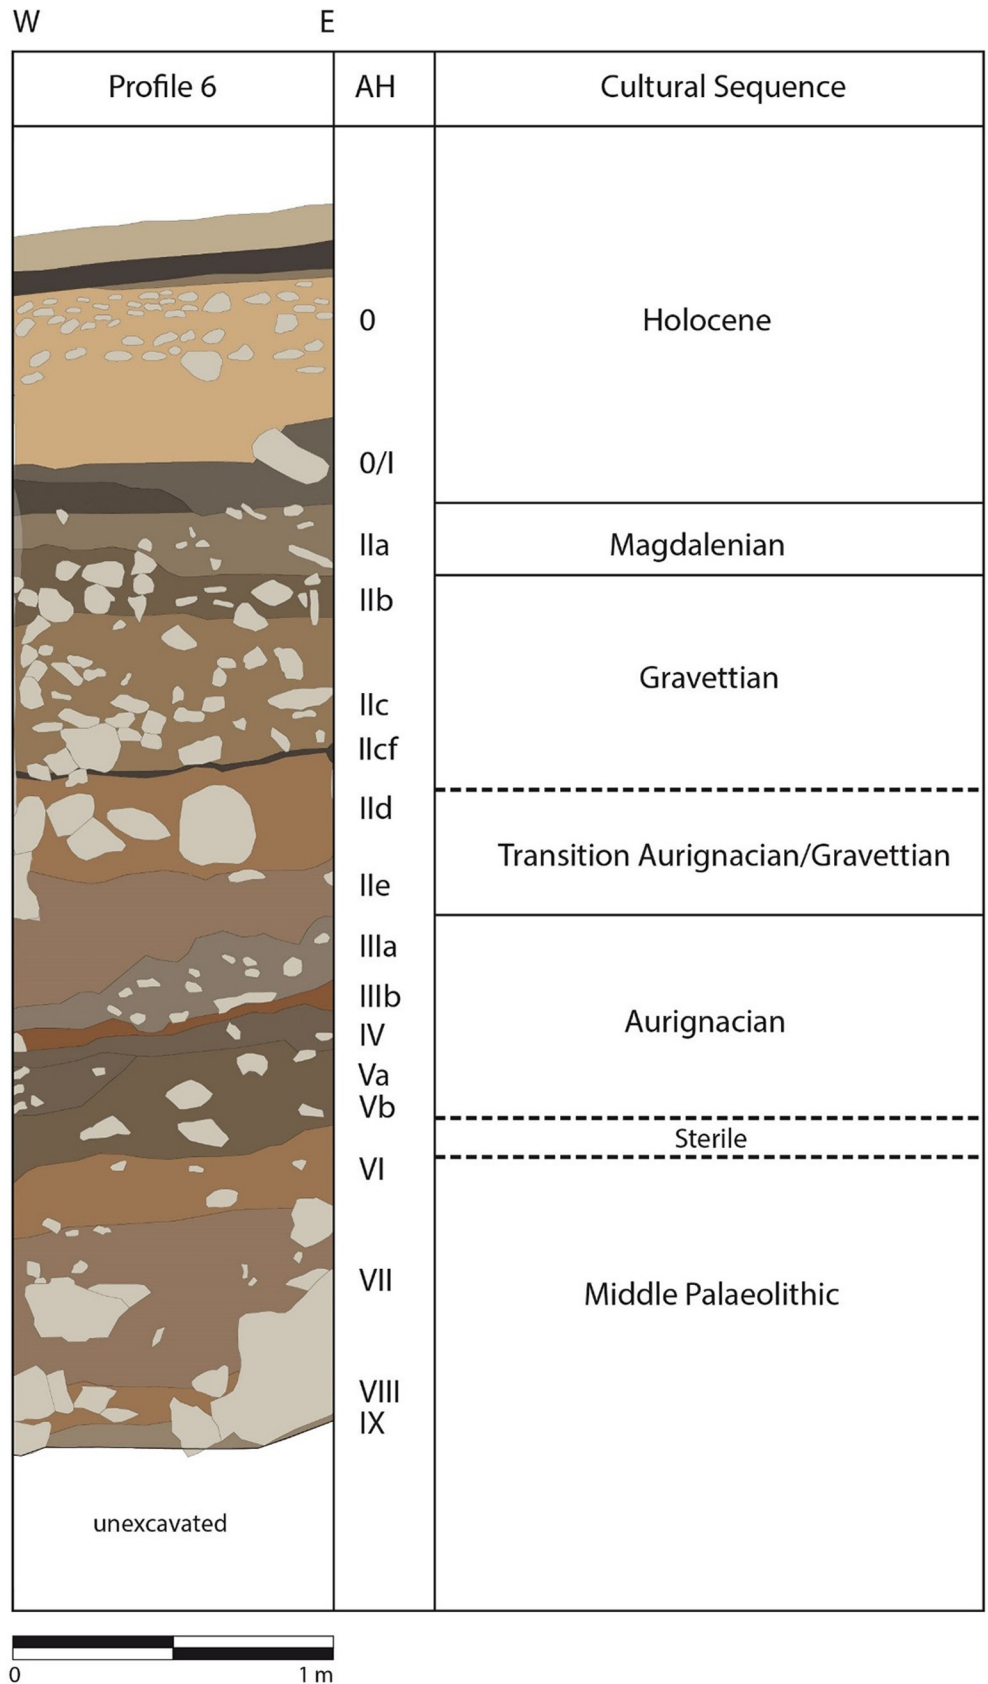 W E
Profile 6 AH Cultural Sequence
0 Holocene
0/I
IIa Magdalenian
IIb
Gravettian
IIc
IIcf
IId
Transition Aurignacian/Gravettian
IIe
IIIa
IIIb
Aurignacian
IV
Va
Vb
Sterile
VI
VII
Middle Palaeolithic
VIII
IX
unexcavated
0 1 m